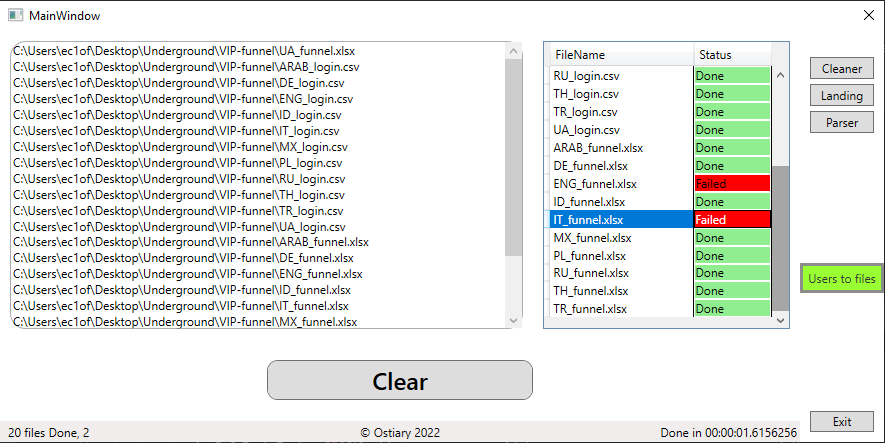 MainWindow
C:\Users\ec1of\Desktop\Underground\VIP-funnel\UA_funnel.xlsx
C:\Users\ec1of\Desktop\Underground\VIP-funnel\ARAB_login.csv
C:\Users\ec1of\Desktop\Underground\VIP-funnel\DE_login.csv
C:\Users\ec1of\Desktop\Underground\VIP-funnel\ENG_login.csv
C:\Users\ec1of\Desktop\Underground\VIP-funnel\ID_login.csv
C:\Users\ec1of\Desktop\Underground\VIP-funnel\IT_login.csv
C:\Users\ec1of\Desktop\Underground\VIP-funnel\MX_login.csv
C:\Users\ec1of\Desktop\Underground\VIP-funnel\PL_login.csv
C:\Users\ec1of\Desktop\Underground\VIP-funnel\RU_login.csv
C:\Users\ec1of\Desktop\Underground\VIP-funnel\TH_login.csv
C:\Users\ec1of\Desktop\Underground\VIP-funnel\TR_login.csv
C:\Users\ec1of\Desktop\Underground\VIP-funnel\UA_login.csv
C:\Users\ec1of\Desktop\Underground\VIP-funnel\ARAB_funnel.xlsx
C:\Users\ec1of\Desktop\Underground\VIP-funnel\DE_funnel.xlsx
C:\Users\ec1of\Desktop\Underground\VIP-funnel\ENG_funnel.xlsx
C:\Users\ec1of\Desktop\Underground\VIP-funnel\ID_funnel.xlsx
C:\Users\ec1of\Desktop\Underground\VIP-funnel\IT_funnel.xlsx
C:\Users\ec1of\Desktop\Underground\VIP-funnel\MX_funnel.xlsx
FileName Status
RU_login.csv Done
TH_login.csv Done
TR_login.csv Done
UA_login.csv Done
ARAB_funnel.xlsx Done
DE_funnel.xlsx Done
ENG_funnel.xlsx Failed
ID_funnel.xlsx Done
IT_funnel.xlsx Failed
MX_funnel.xlsx Done
PL_funnel.xlsx Done
RU_funnel.xlsx Done
TH_funnel.xlsx Done
TR_funnel.xlsx Done
Cleaner
Landing
Parser
Users to files
Clear
Exit
20 files Done, 2 © Ostiary 2022 Done in 00:00:01.6156256